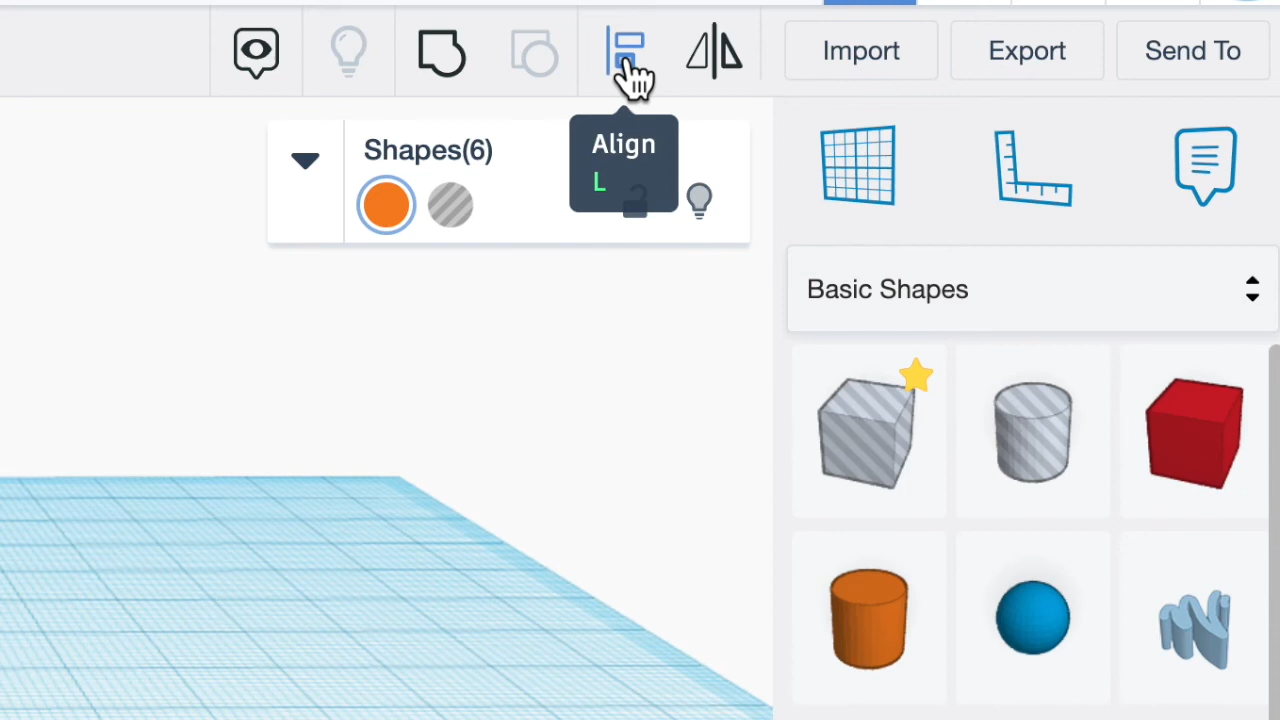 Import
Export
Send To
Shapes(6)
Align
L
Basic Shapes